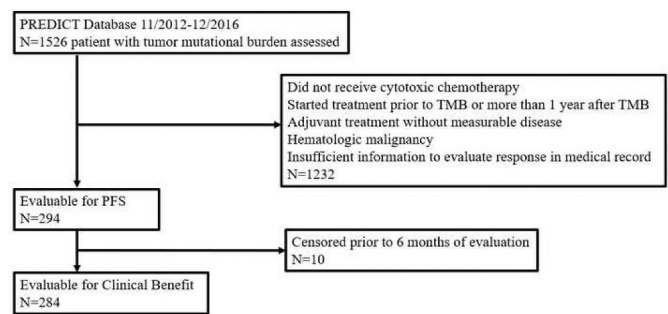 PREDICT Database 11/2012-12/2016
N=1526 patient with tumor mutational burden assessed
Did not receive cytotoxic chemotherapy
Started treatment prior to TMB or more than 1 year after TMB
Adjuvant treatment without measurable disease
Hematologic malignancy
Insufficient information to evaluate response in medical record
N=1232
Evaluable for PFS
N=294
Censored prior to 6 months of evaluation
N=10
Evaluable for Clinical Benefit
N=284